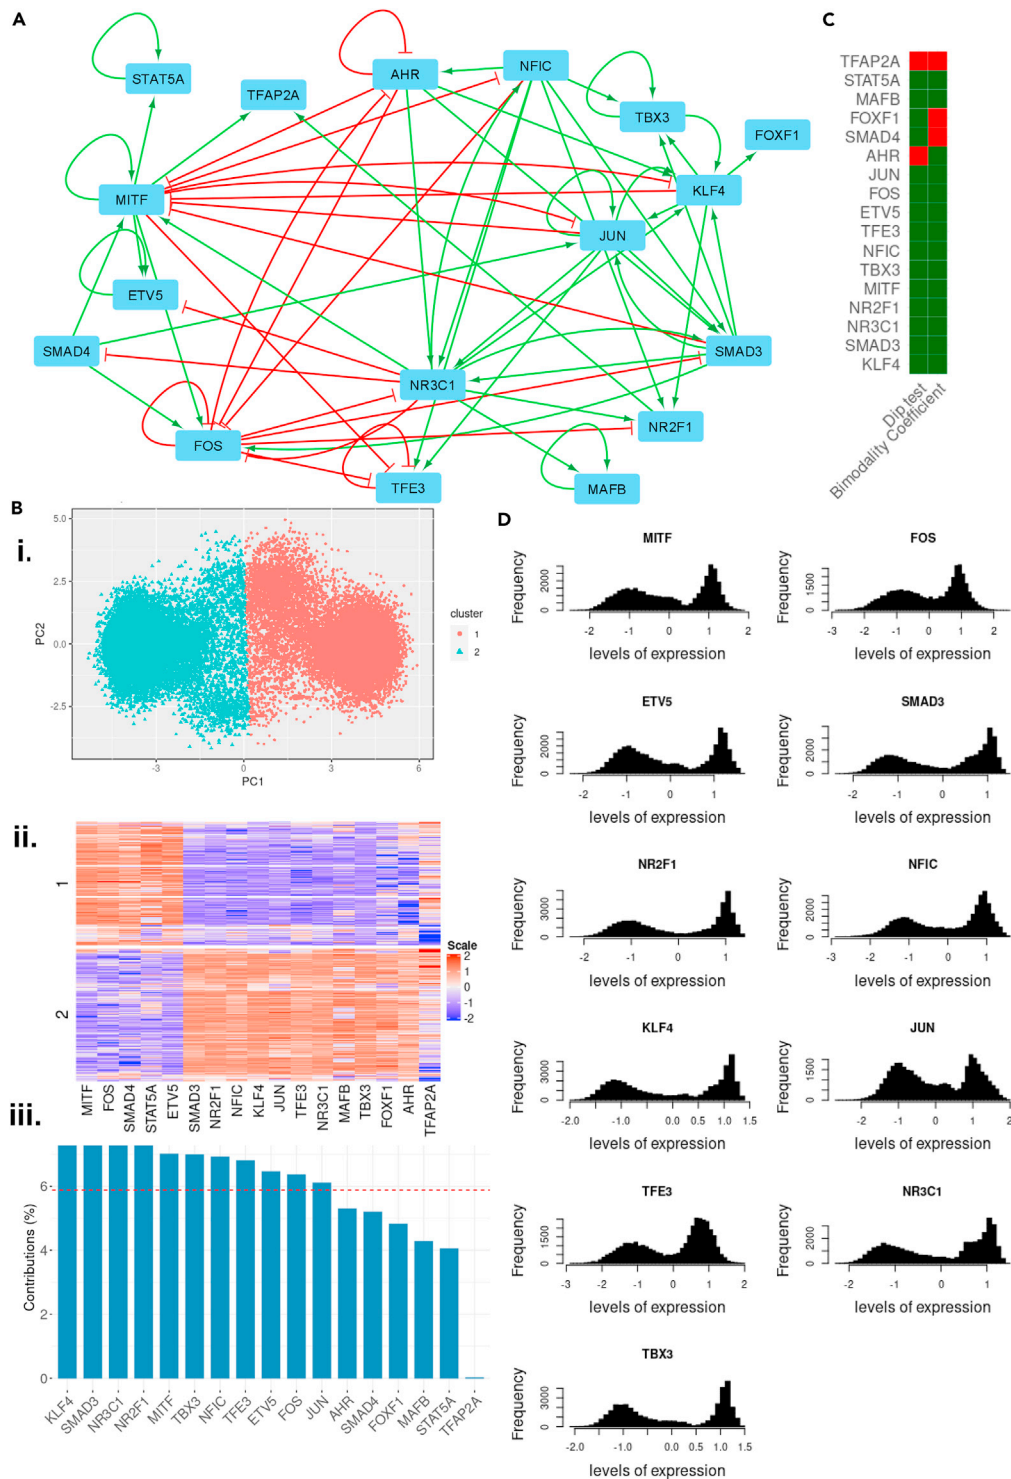 A
STAT5A
TFAP2A
AHR
NFIC
TBX3
FOXF1
MITF
KLF4
JUN
ETV5
SMAD4
SMAD3
NR3C1
FOS
NR2F1
TFE3
MAFB
C
TFAP2A
STAT5A
MAFB
FOXF1
SMAD4
AHR
JUN
FOS
ETV5
TFE3
NFIC
TBX3
MITF
NR2F1
NR3C1
SMAD3
KLF4
Dip test
Bimodality Coefficient
B
i.
5.0
2.5
0.0
-2.5
PC2
-3 0 3 6
PC1
cluster
1
2
ii.
1
2
Scale
2
1
0
-1
-2
MITF FOS SMAD4 STAT5A ETV5 SMAD3 NR2F1 NFIC KLF4 JUN TFE3 NR3C1 MAFB TBX3 FOXF1 AHR TFAP2A
iii.
Contributions (%)
6
4
2
0
KLF4 SMAD3 NR3C1 NR2F1 MITF TBX3 NFIC TFE3 ETV5 FOS JUN AHR SMAD4 FOXF1 MAFB STAT5A TFAP2A
D
MITF
Frequency
0 2000
-2 -1 0 1 2
levels of expression
FOS
Frequency
0 1500
-2 -1 0 1 2
levels of expression
ETV5
Frequency
0 2000
-2 -1 0 1
levels of expression
SMAD3
Frequency
0 2000
-2 -1 0 1
levels of expression
NR2F1
Frequency
0 3000
-2.0 -1.0 0.0 0.5 1.0 1.5
levels of expression
NFIC
Frequency
0 2000
-3 -2 -1 0 1
levels of expression
KLF4
Frequency
0 3000
-2.0 -1.0 0.0 0.5 1.0 1.5
levels of expression
JUN
Frequency
0 1500
-2 -1 0 1 2
levels of expression
TFE3
Frequency
0 1500
-3 -2 -1 0 1 2
levels of expression
NR3C1
Frequency
0 2000
-2 -1 0 1
levels of expression
TBX3
Frequency
0 2000
-2.0 -1.0 0.0 0.5 1.0 1.5
levels of expression